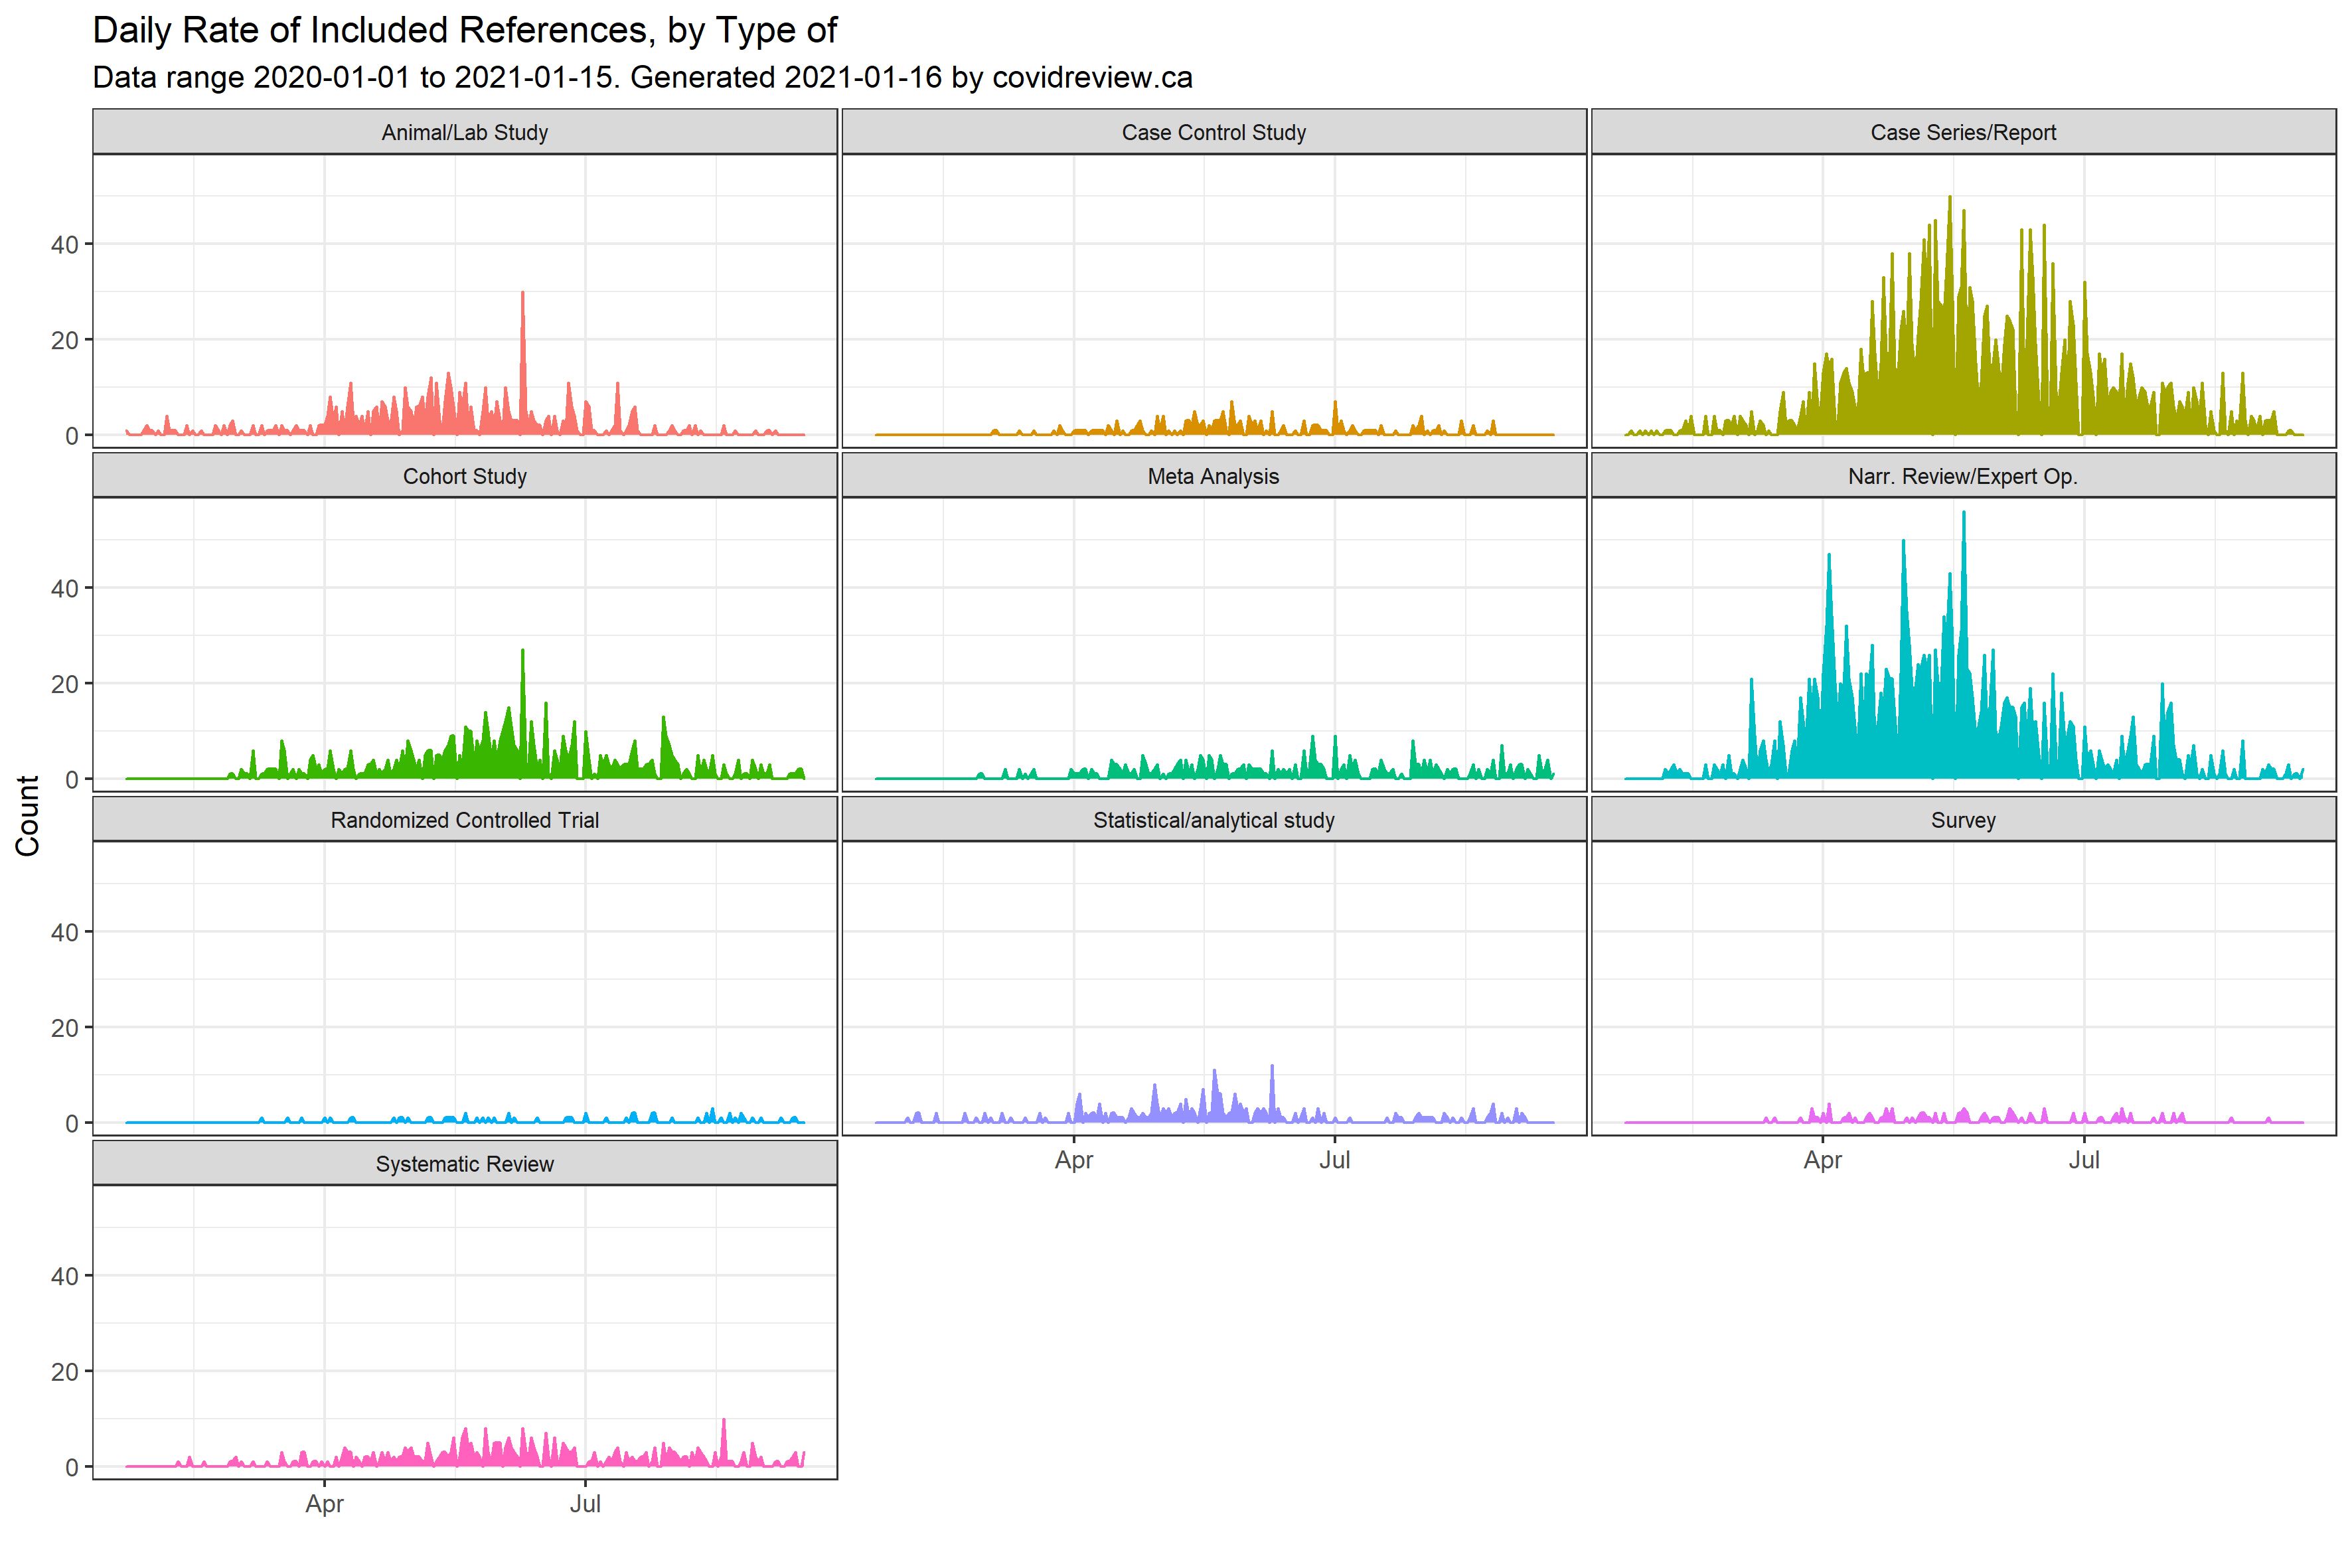 Daily Rate of Included References, by Type of
Data range 2020-01-01 to 2021-01-15. Generated 2021-01-16 by covidreview.ca
Animal/Lab Study
Case Control Study
Case Series/Report
40
20
0
Cohort Study
Meta Analysis
Narr. Review/Expert Op.
40
20
0
Count
Randomized Controlled Trial
Statistical/analytical study
Survey
40
20
0
Apr
Jul
Apr
Jul
Systematic Review
40
20
0
Apr
Jul